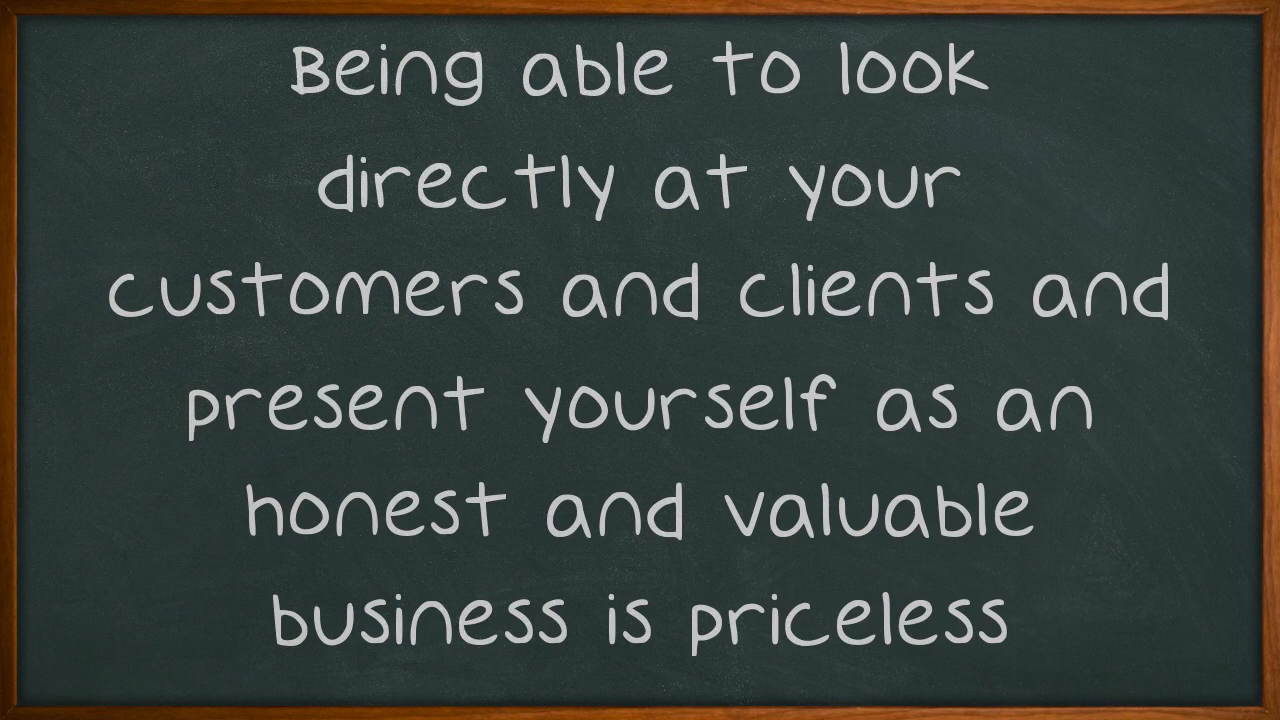 Being able to look
directly at your
customers and clients and
present yourself as an
honest and valuable
business is priceless